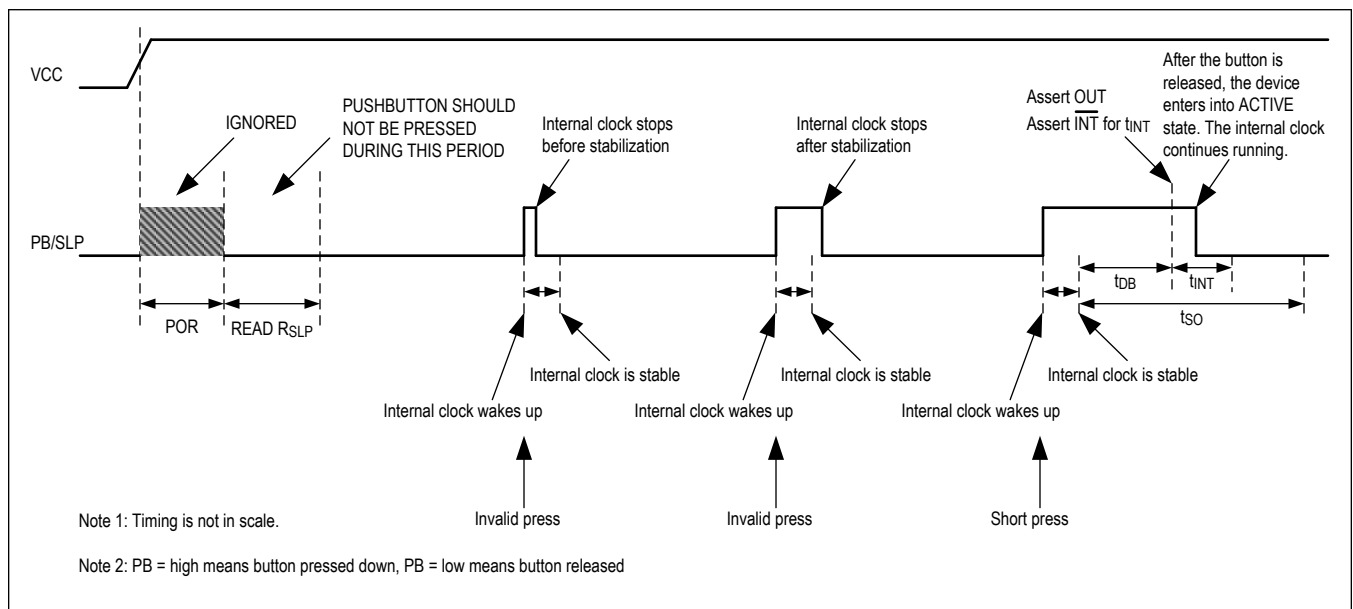 VCC
IGNORED
PUSHBUTTON SHOULD
NOT BE PRESSED
DURING THIS PERIOD
Internal clock stops
before stabilization
Internal clock stops
after stabilization
Assert OUT
Assert INT for tINT
After the button is
released, the device
enters into ACTIVE
state. The internal clock
continues running.
PB/SLP
POR
READ RSLP
tDB
tINT
tSO
Internal clock is stable
Internal clock is stable
Internal clock is stable
Internal clock wakes up
Internal clock wakes up
Internal clock wakes up
Invalid press
Invalid press
Short press
Note 1: Timing is not in scale.
Note 2: PB = high means button pressed down, PB = low means button released